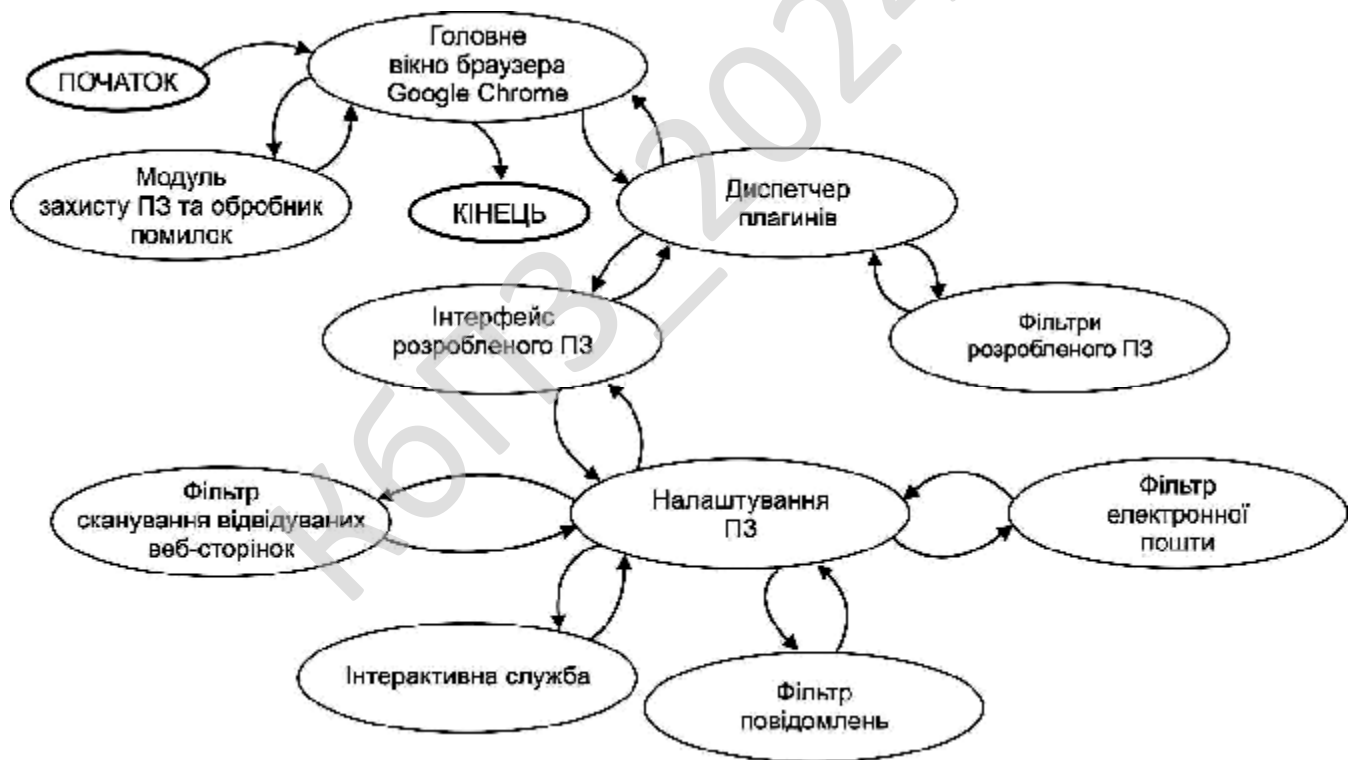 Головне
вікно браузера
Google Chrome
ПОЧАТОК
Модуль
захисту ПЗ та обробник
помилок
КІНЕЦЬ
Диспетчер
плагинів
Інтерфейс
розробленого ПЗ
Фільтри
розробленого ПЗ
Фільтр
сканування відвідуваних
веб-сторінок
Налаштування
ПЗ
Фільтр
електронної
пошти
Інтерактивна служба
Фільтр
повідомлень